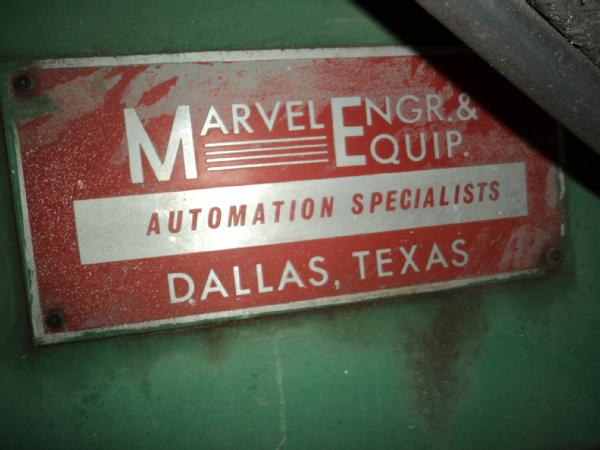 MARVEL ENGR. &
EQUIP.
AUTOMATION SPECIALISTS
DALLAS, TEXAS